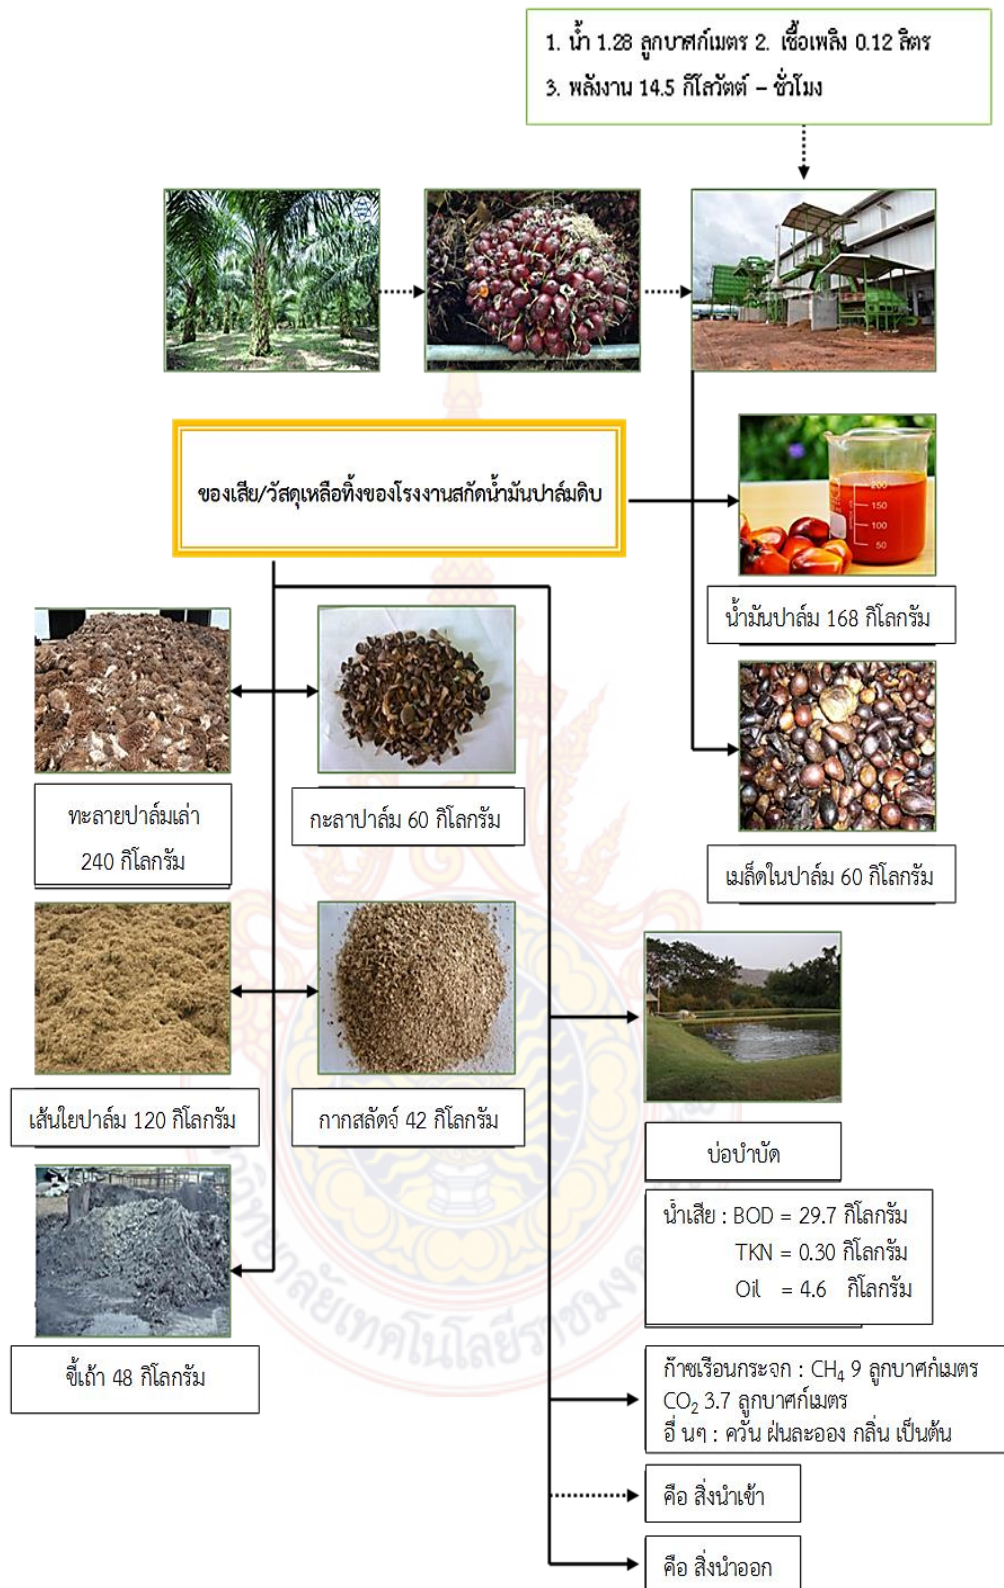 1. น้ำ 1.28 ลูกบาศก์เมตร 2. เชื้อเพลิง 0.12 ลิตร
3. พลังงาน 14.5 กิโลวัตต์ – ชั่วโมง
ของเสีย/วัสดุเหลือทิ้งของโรงงานสกัดน้ำมันปาล์มดิบ
200
150
100
50
น้ำมันปาล์ม 168 กิโลกรัม
ทะลายปาล์มเล่า
240 กิโลกรัม
กะลาปาล์ม 60 กิโลกรัม
เมล็ดในปาล์ม 60 กิโลกรัม
เส้นใยปาล์ม 120 กิโลกรัม
กากสลัดจ์ 42 กิโลกรัม
บ่อบำบัด
น้ำเสีย : BOD = 29.7 กิโลกรัม
TKN = 0.30 กิโลกรัม
Oil = 4.6 กิโลกรัม
ขี้เถ้า 48 กิโลกรัม
ก๊าซเรือนกระจก : CH₄ 9 ลูกบาศก์เมตร
CO₂ 3.7 ลูกบาศก์เมตร
อื่ นๆ : ควัน ฝุ่นละออง กลิ่น เป็นต้น
คือ สิ่งนำเข้า
คือ สิ่งนำออก